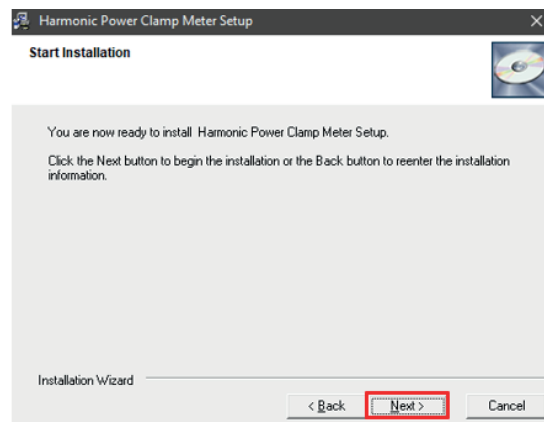 Harmonic Power Clamp Meter Setup
Start Installation
You are now ready to install Harmonic Power Clamp Meter Setup.
Click the Next button to begin the installation or the Back button to reenter the installation
information.
Installation Wizard
< Back
Next >
Cancel